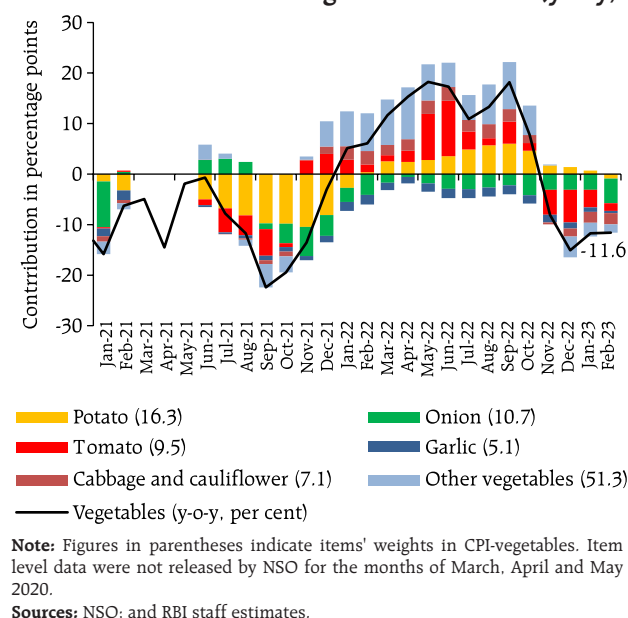 Contrribution in percentage points
30
20
10
0
-10
-20
-30
-11.6
Jan-21
Feb-21
Mar-21
Apr-21
May-21
Jun-21
Jul-21
Aug-21
Sep-21
Oct-21
Nov-21
Dec-21
Jan-22
Feb-22
Mar-22
Apr-22
May-22
Jun-22
Jul-22
Aug-22
Sep-22
Oct-22
Nov-22
Dec-22
Jan-23
Feb-23
Potato (16.3)
Onion (10.7)
Tomato (9.5)
Garlic (5.1)
Cabbage and cauliflower (7.1)
Other vegetables (51.3)
Vegetables (y-o-y, per cent)
Note: Figures in parentheses indicate items' weights in CPI-vegetables. Item
level data were not released by NSO for the months of March, April and May
2020.
Sources: NSO; and RBI staff estimates.